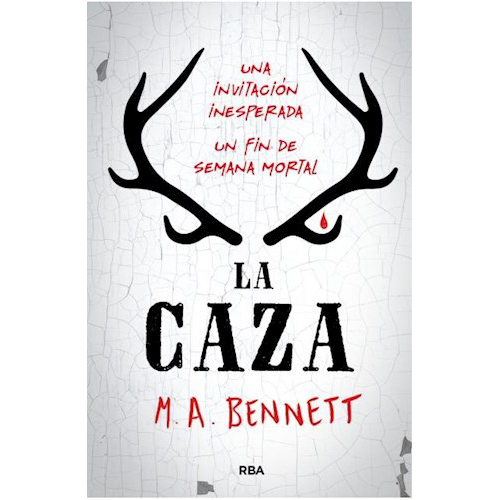 UNA
INVITACIÓN
INESPERADA
UN FIN DE
SEMANA MORTAL
LA
CAZA
M. A. BENNETT
RBA